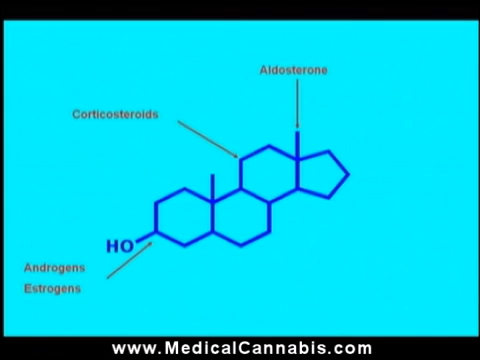 Aldosterone
Corticosteroids
HO
Androgens
Estrogens
www.MedicalCannabis.com